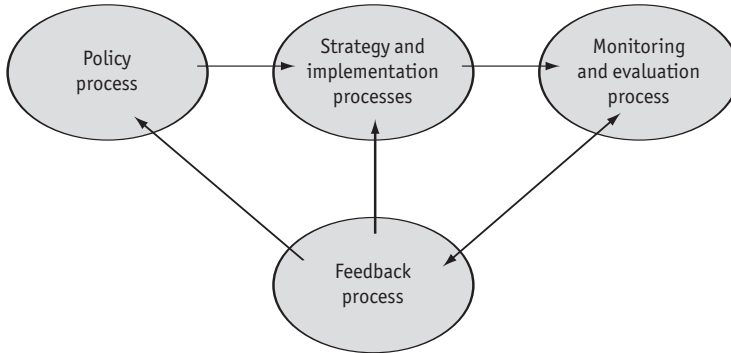 Policy
process
Strategy and
implementation
processes
Monitoring
and evaluation
process
Feedback
process